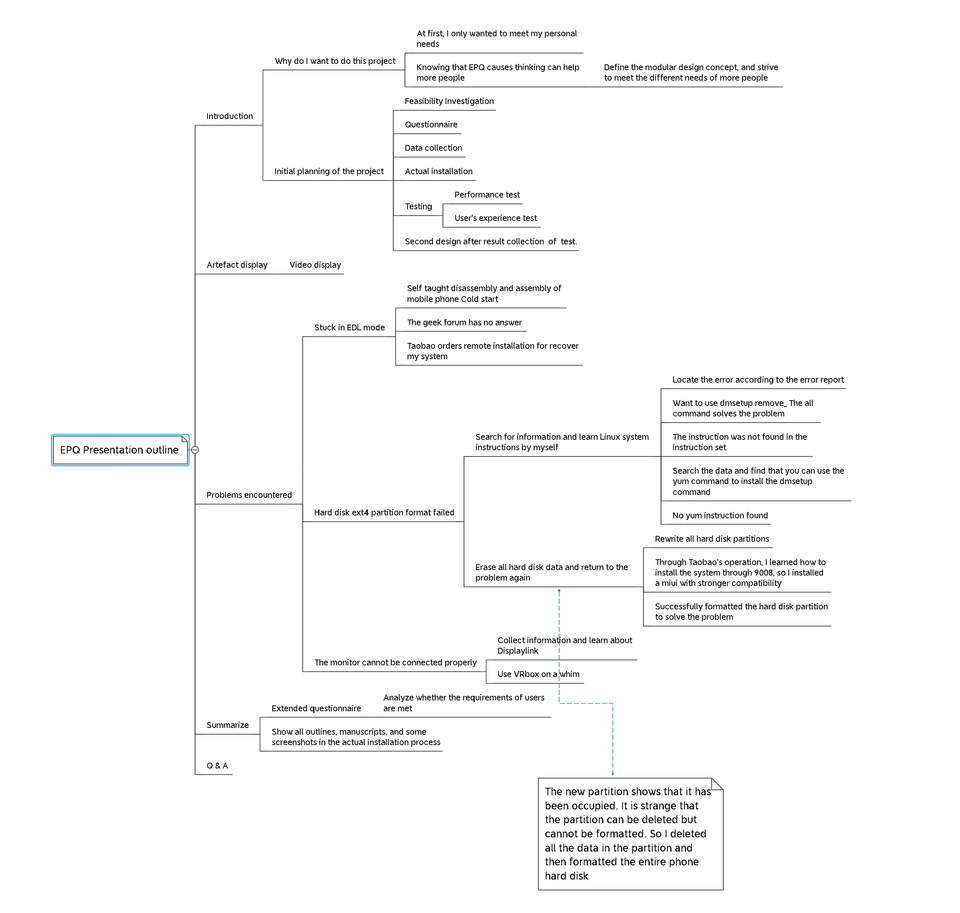 EPQ Presentation outline
Introduction
Why do I want to do this project
At first, I only wanted to meet my personal
needs
Knowing that EPQ causes thinking can help
more people
Define the modular design concept, and strive
to meet the different needs of more people
Initial planning of the project
Feasibility Investigation
Questionnaire
Data collection
Actual installation
Testing
Performance test
User's experience test
Second design after result collection  of  test.
Artefact display
Video display
Problems encountered
Stuck in EDL mode
Self taught disassembly and assembly of
mobile phone Cold start
The geek forum has no answer
Taobao orders remote installation for recover
my system
Hard disk ext4 partition format failed
Search for information and learn Linux system
instructions by myself
Locate the error according to the error report
Want to use dmsetup remove_ The all
command solves the problem
The instruction was not found in the
instruction set
Search the data and find that you can use the
yum command to install the dmsetup
command
No yum instruction found
Erase all hard disk data and return to the
problem again
Rewrite all hard disk partitions
Through Taobao's operation, I learned how to
install the system through 9008, so I installed
a miui with stronger compatibility
Successfully formatted the hard disk partition
to solve the problem
The monitor cannot be connected properly
Collect information and learn about
Displaylink
Use VRbox on a whim
Summarize
Extended questionnaire
Analyze whether the requirements of users
are met
Show all outlines, manuscripts, and some
screenshots in the actual installation process
Q & A
The new partition shows that it has
been occupied. It is strange that
the partition can be deleted but
cannot be formatted. So I deleted
all the data in the partition and
then formatted the entire phone
hard disk